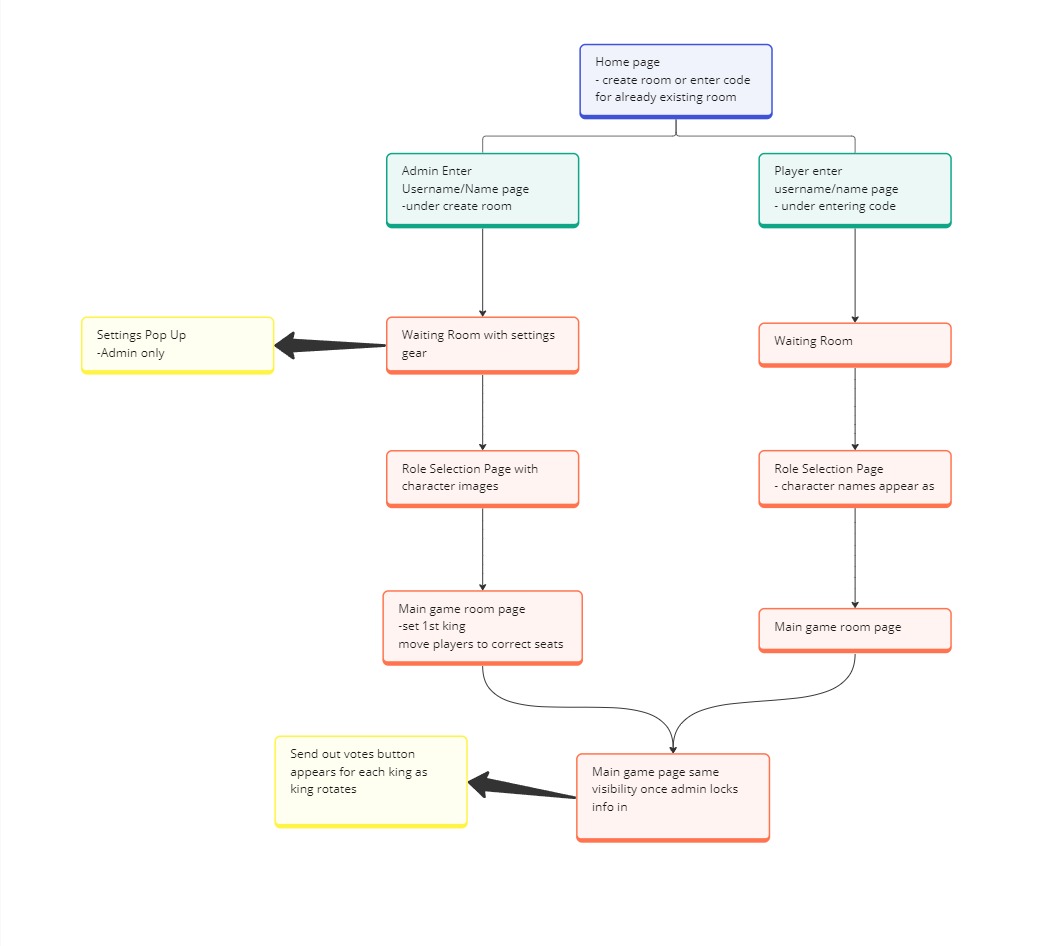 Home page
- create room or enter code
for already existing room
Admin Enter
Username/Name page
-under create room
Player enter
username/name page
- under entering code
Settings Pop Up
-Admin only
Waiting Room with settings
gear
Waiting Room
Role Selection Page with
character images
Role Selection Page
- character names appear as
Main game room page
-set 1st king
move players to correct seats
Main game room page
Send out votes button
appears for each king as
king rotates
Main game page same
visibility once admin locks
info in